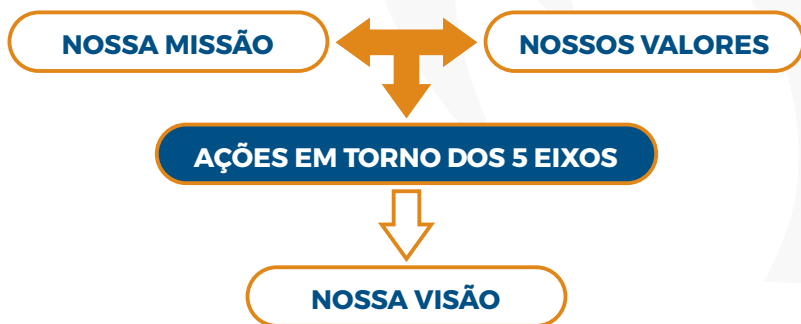 NOSSA MISSÃO
NOSSOS VALORES
AÇÕES EM TORNO DOS 5 EIXOS
NOSSA VISÃO